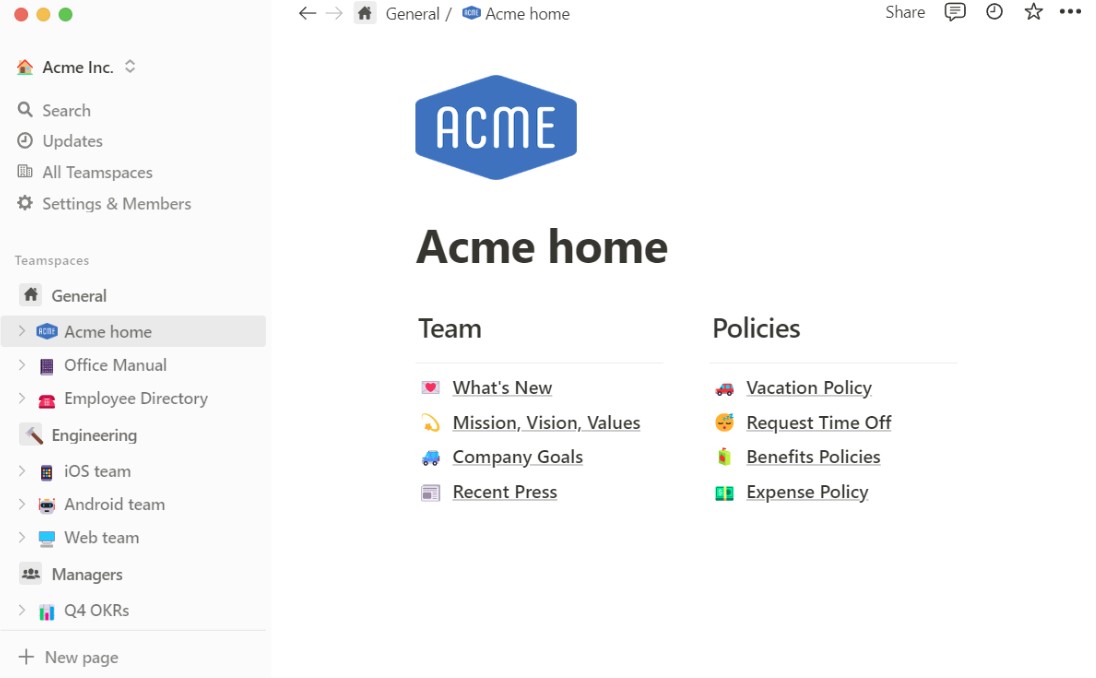 General / ACME Acme home
Share
Acme Inc.
Search
Updates
All Teamspaces
Settings & Members
Teamspaces
General
ACME Acme home
Office Manual
Employee Directory
Engineering
iOS team
Android team
Web team
Managers
Q4 OKRs
New page
ACME
Acme home
Team
What's New
Mission, Vision, Values
Company Goals
Recent Press
Policies
Vacation Policy
Request Time Off
Benefits Policies
Expense Policy